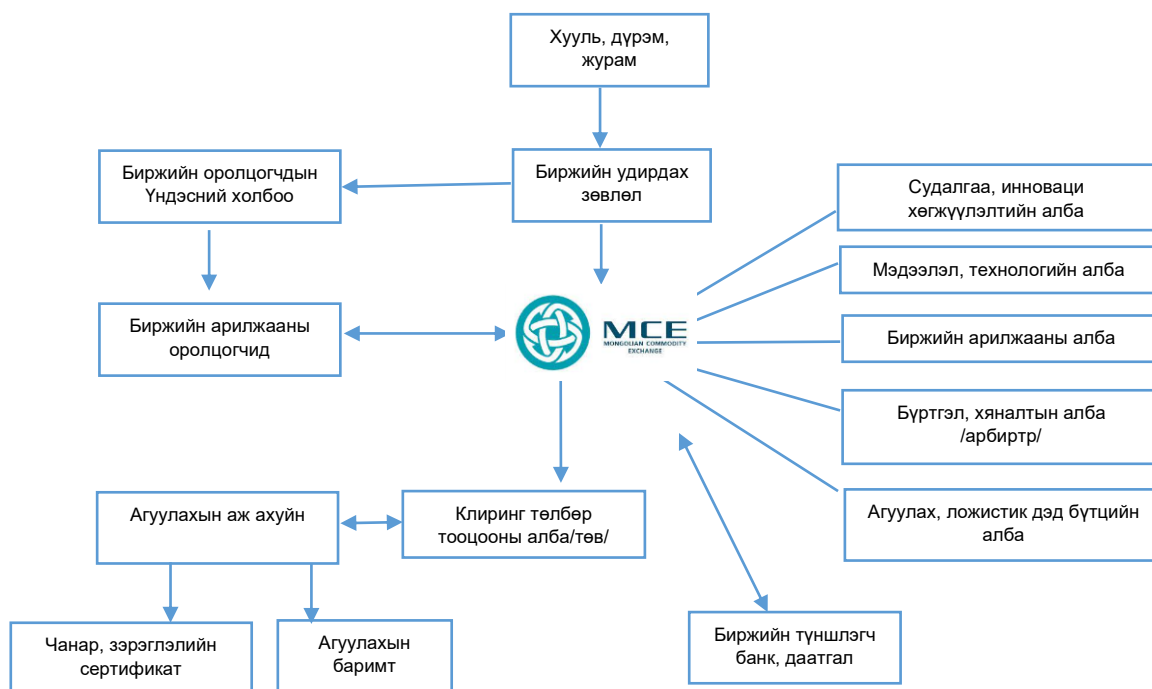 Хууль, дүрэм,
журам
Биржийн оролцогчдын
Үндэсний холбоо
Биржийн удирдах
зөвлөл
Судалгаа, инноваци
хөгжүүлэлтийн алба
Мэдээлэл, технологийн алба
Биржийн арилжааны
оролцогчид
MCE
MONGOLIAN COMMODITY
EXCHANGE
Биржийн арилжааны алба
Бүртгэл, хяналтын алба
/арбиртр/
Агуулахын аж ахуйн
Клиринг төлбөр
тооцооны алба/төв/
Агуулах, ложистик дэд бүтцийн
алба
Чанар, зэрэглэлийн
сертификат
Агуулахын
баримт
Биржийн түншлэгч
банк, даатгал